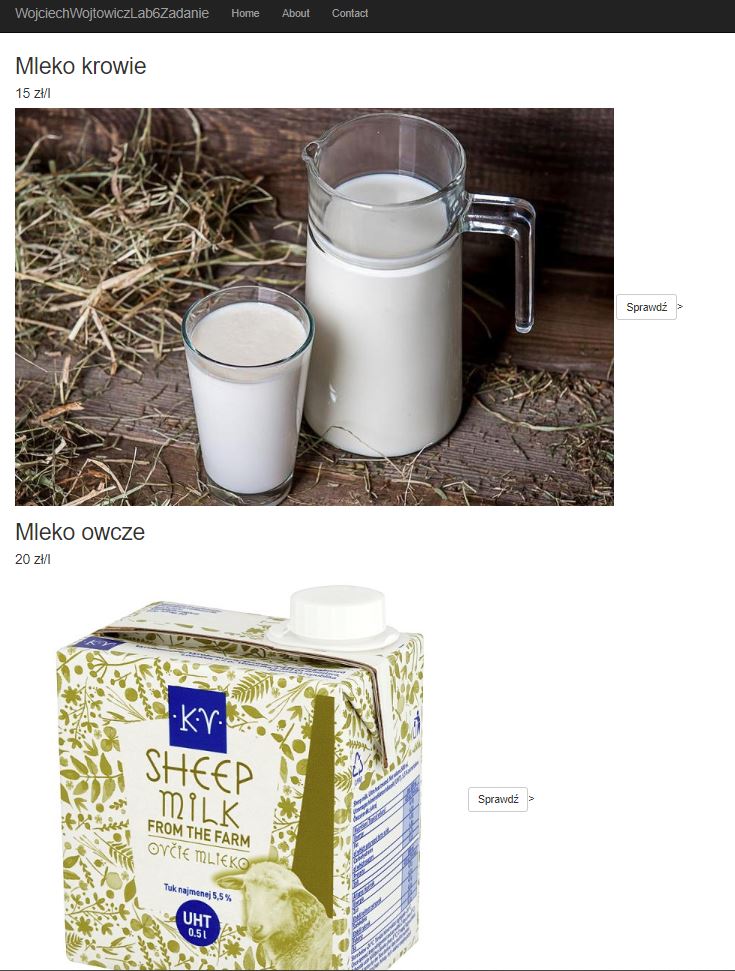 WojciechWojtowiczLab6Zadanie Home About Contact
Mleko krowie
15 zł/l
Sprawdź >
Mleko owcze
20 zł/l
KV
·K·V·
SHEEP
MILK
FROM THE FARM
OVČIE MLIEKO
Tuk najmenej 5,5 %
UHT
0.5 l
Sprawdź >